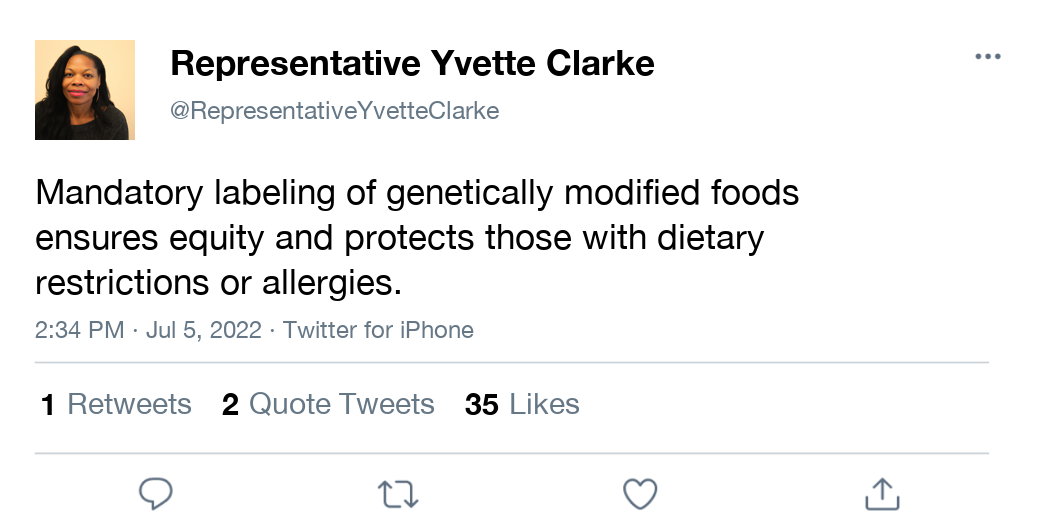 Representative Yvette Clarke
@RepresentativeYvetteClarke
Mandatory labeling of genetically modified foods
ensures equity and protects those with dietary
restrictions or allergies.
2:34 PM · Jul 5, 2022 · Twitter for iPhone
1 Retweets 2 Quote Tweets 35 Likes